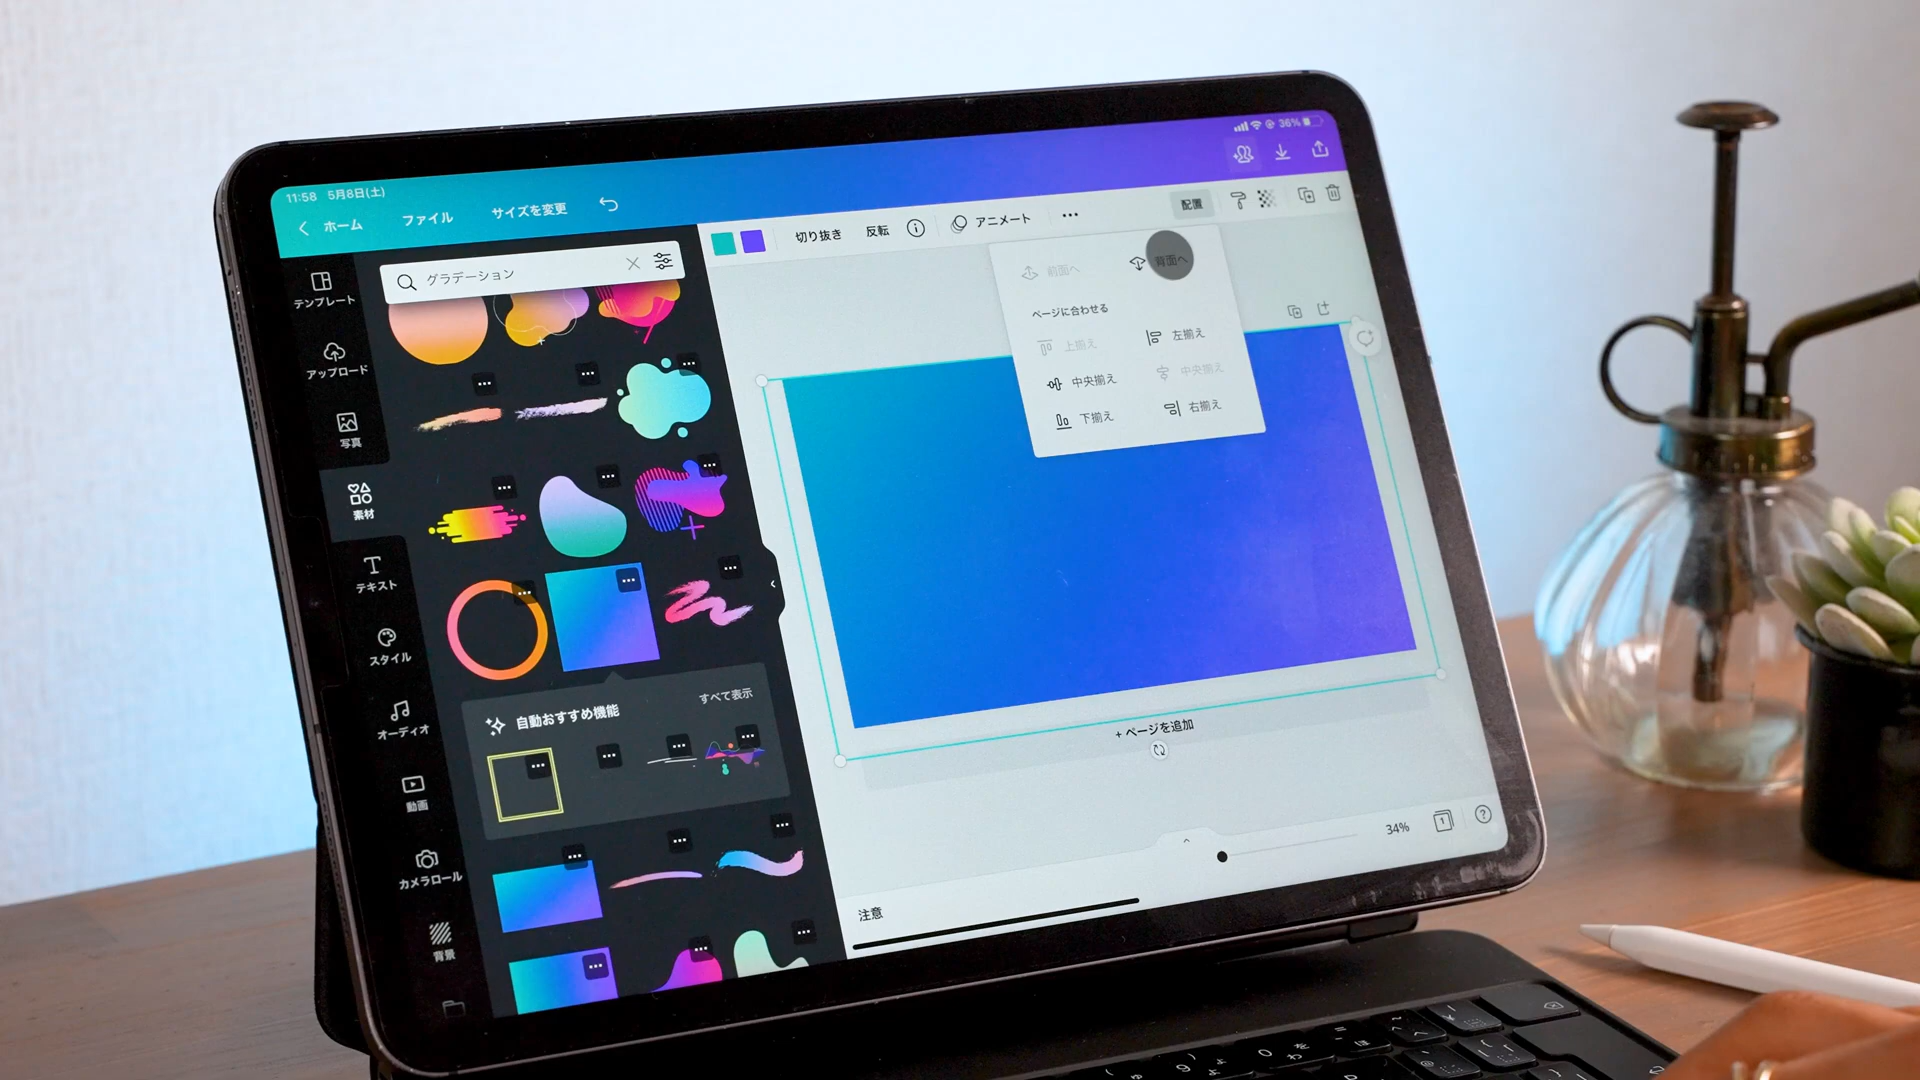 11:58 5月8日(土)
36%
ホーム
ファイル
サイズを変更
グラデーション
切り抜き
反転
アニメート
配置
前面へ
背面へ
ページに合わせる
上揃え
左揃え
中央揃え
中央揃え
下揃え
右揃え
テンプレート
アップロード
写真
素材
テキスト
スタイル
オーディオ
動画
カメラロール
背景
自動おすすめ機能
すべて表示
+ ページを追加
34%
1
?
注意